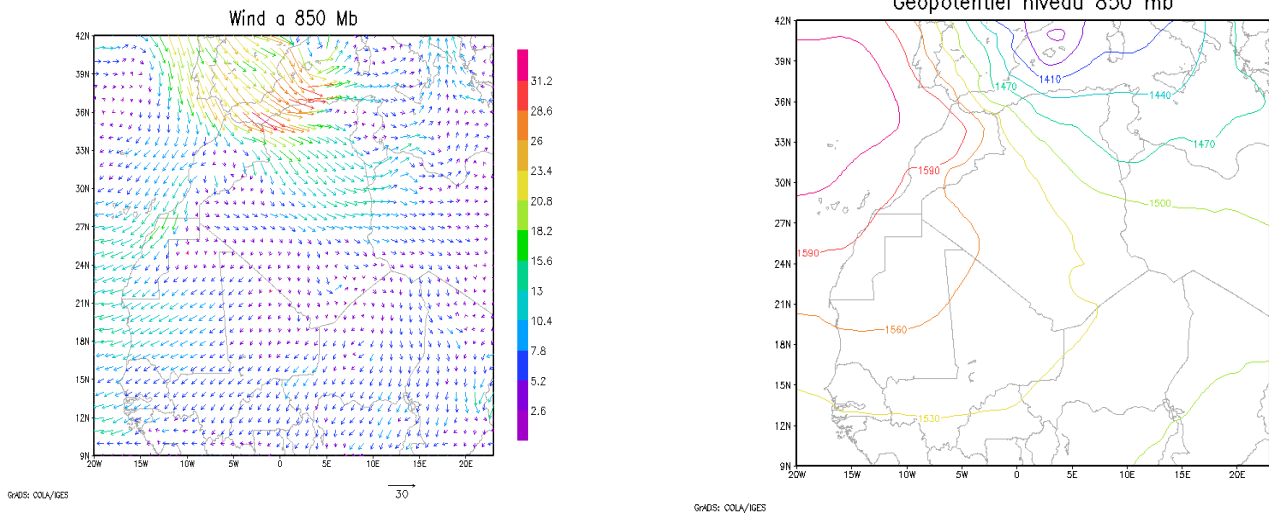 Wind a 850 Mb
42N
39N
36N
33N
30N
27N
24N
21N
18N
15N
12N
9N
20W 15W 10W 5W 0 5E 10E 15E 20E
31.2
28.6
26
23.4
20.8
18.2
15.6
13
10.4
7.8
5.2
2.6
30
GrADS: COLA/IGES
Geopotentiel niveau 850 mb
42N
39N
36N
33N
30N
27N
24N
21N
18N
15N
12N
9N
20W 15W 10W 5W 0 5E 10E 15E 20E
1410
1470
1440
1470
1590
1500
1590
1560
1530
GrADS: COLA/IGES